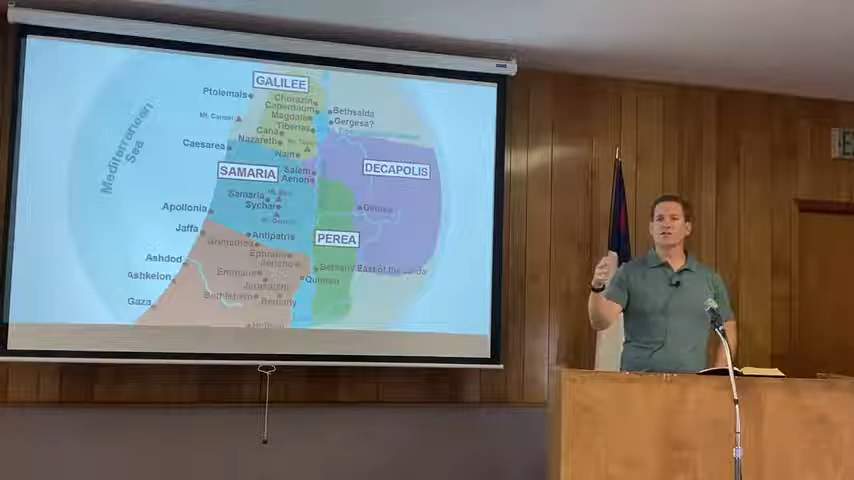 GALILEE
Ptolemais
Chorazin
Capernaum
Bethsaida
Magdala
Gergesa?
Mt. Carmel
Tiberias
Cana
Nazareth
Caesarea
Nain
Mediterranean
Sea
SAMARIA
Salem
DECAPOLIS
Aenon
Samaria
Sychar
Apollonia
Jaffa
Antipatris
PEREA
Arimathea
Ephraim
Ashdod
Jericho
Bethany East of the
Emmaus
Ashkelon
Qumran
Jerusalem
Bethlehem
Bethany
Gaza